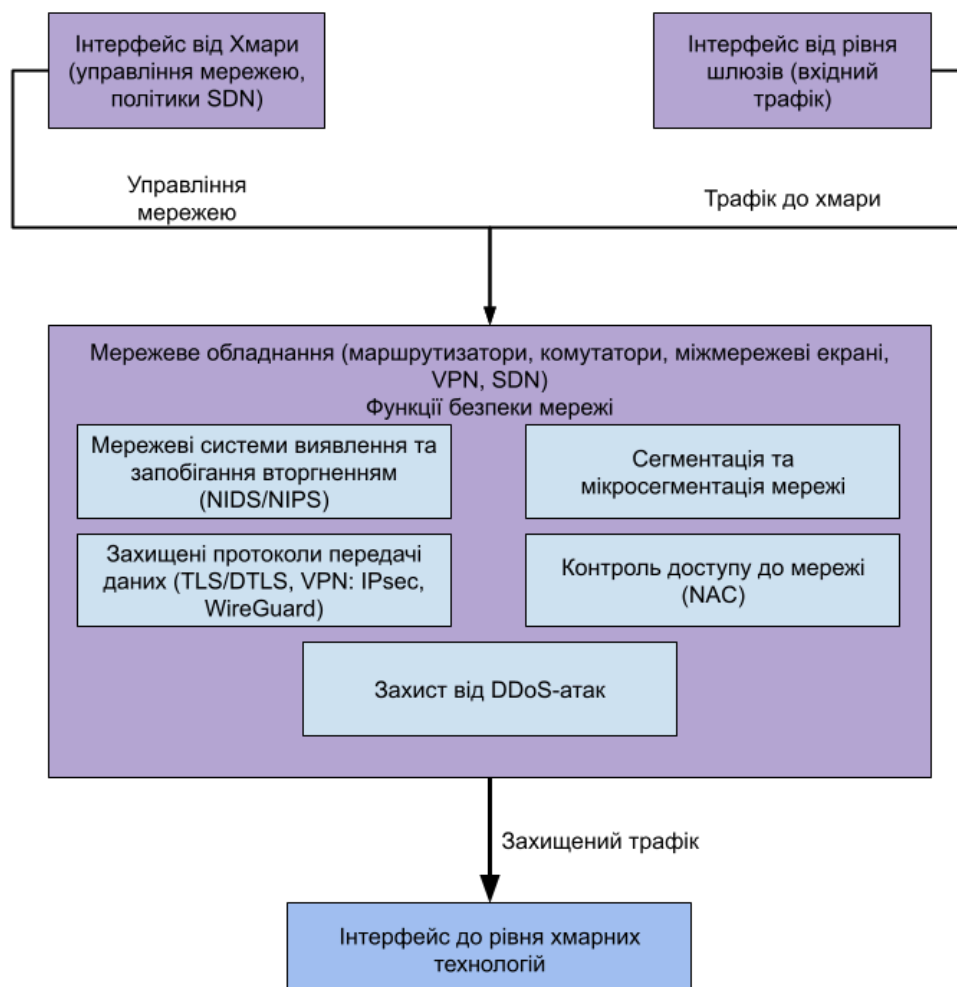 Інтерфейс від Хмари
(управління мережею,
політики SDN)
Інтерфейс від рівня
шлюзів (вхідний
трафік)
Управління
мережею
Трафік до хмари
Мережеве обладнання (маршрутизатори, комутатори, міжмережеві екрані,
VPN, SDN)
Функції безпеки мережі
Мережеві системи виявлення та
запобігання вторгненням
(NIDS/NIPS)
Сегментація та
мікросегментація мережі
Захищені протоколи передачі
даних (TLS/DTLS, VPN: IPsec,
WireGuard)
Контроль доступу до мережі
(NAC)
Захист від DDoS-атак
Захищений трафік
Інтерфейс до рівня хмарних
технологій